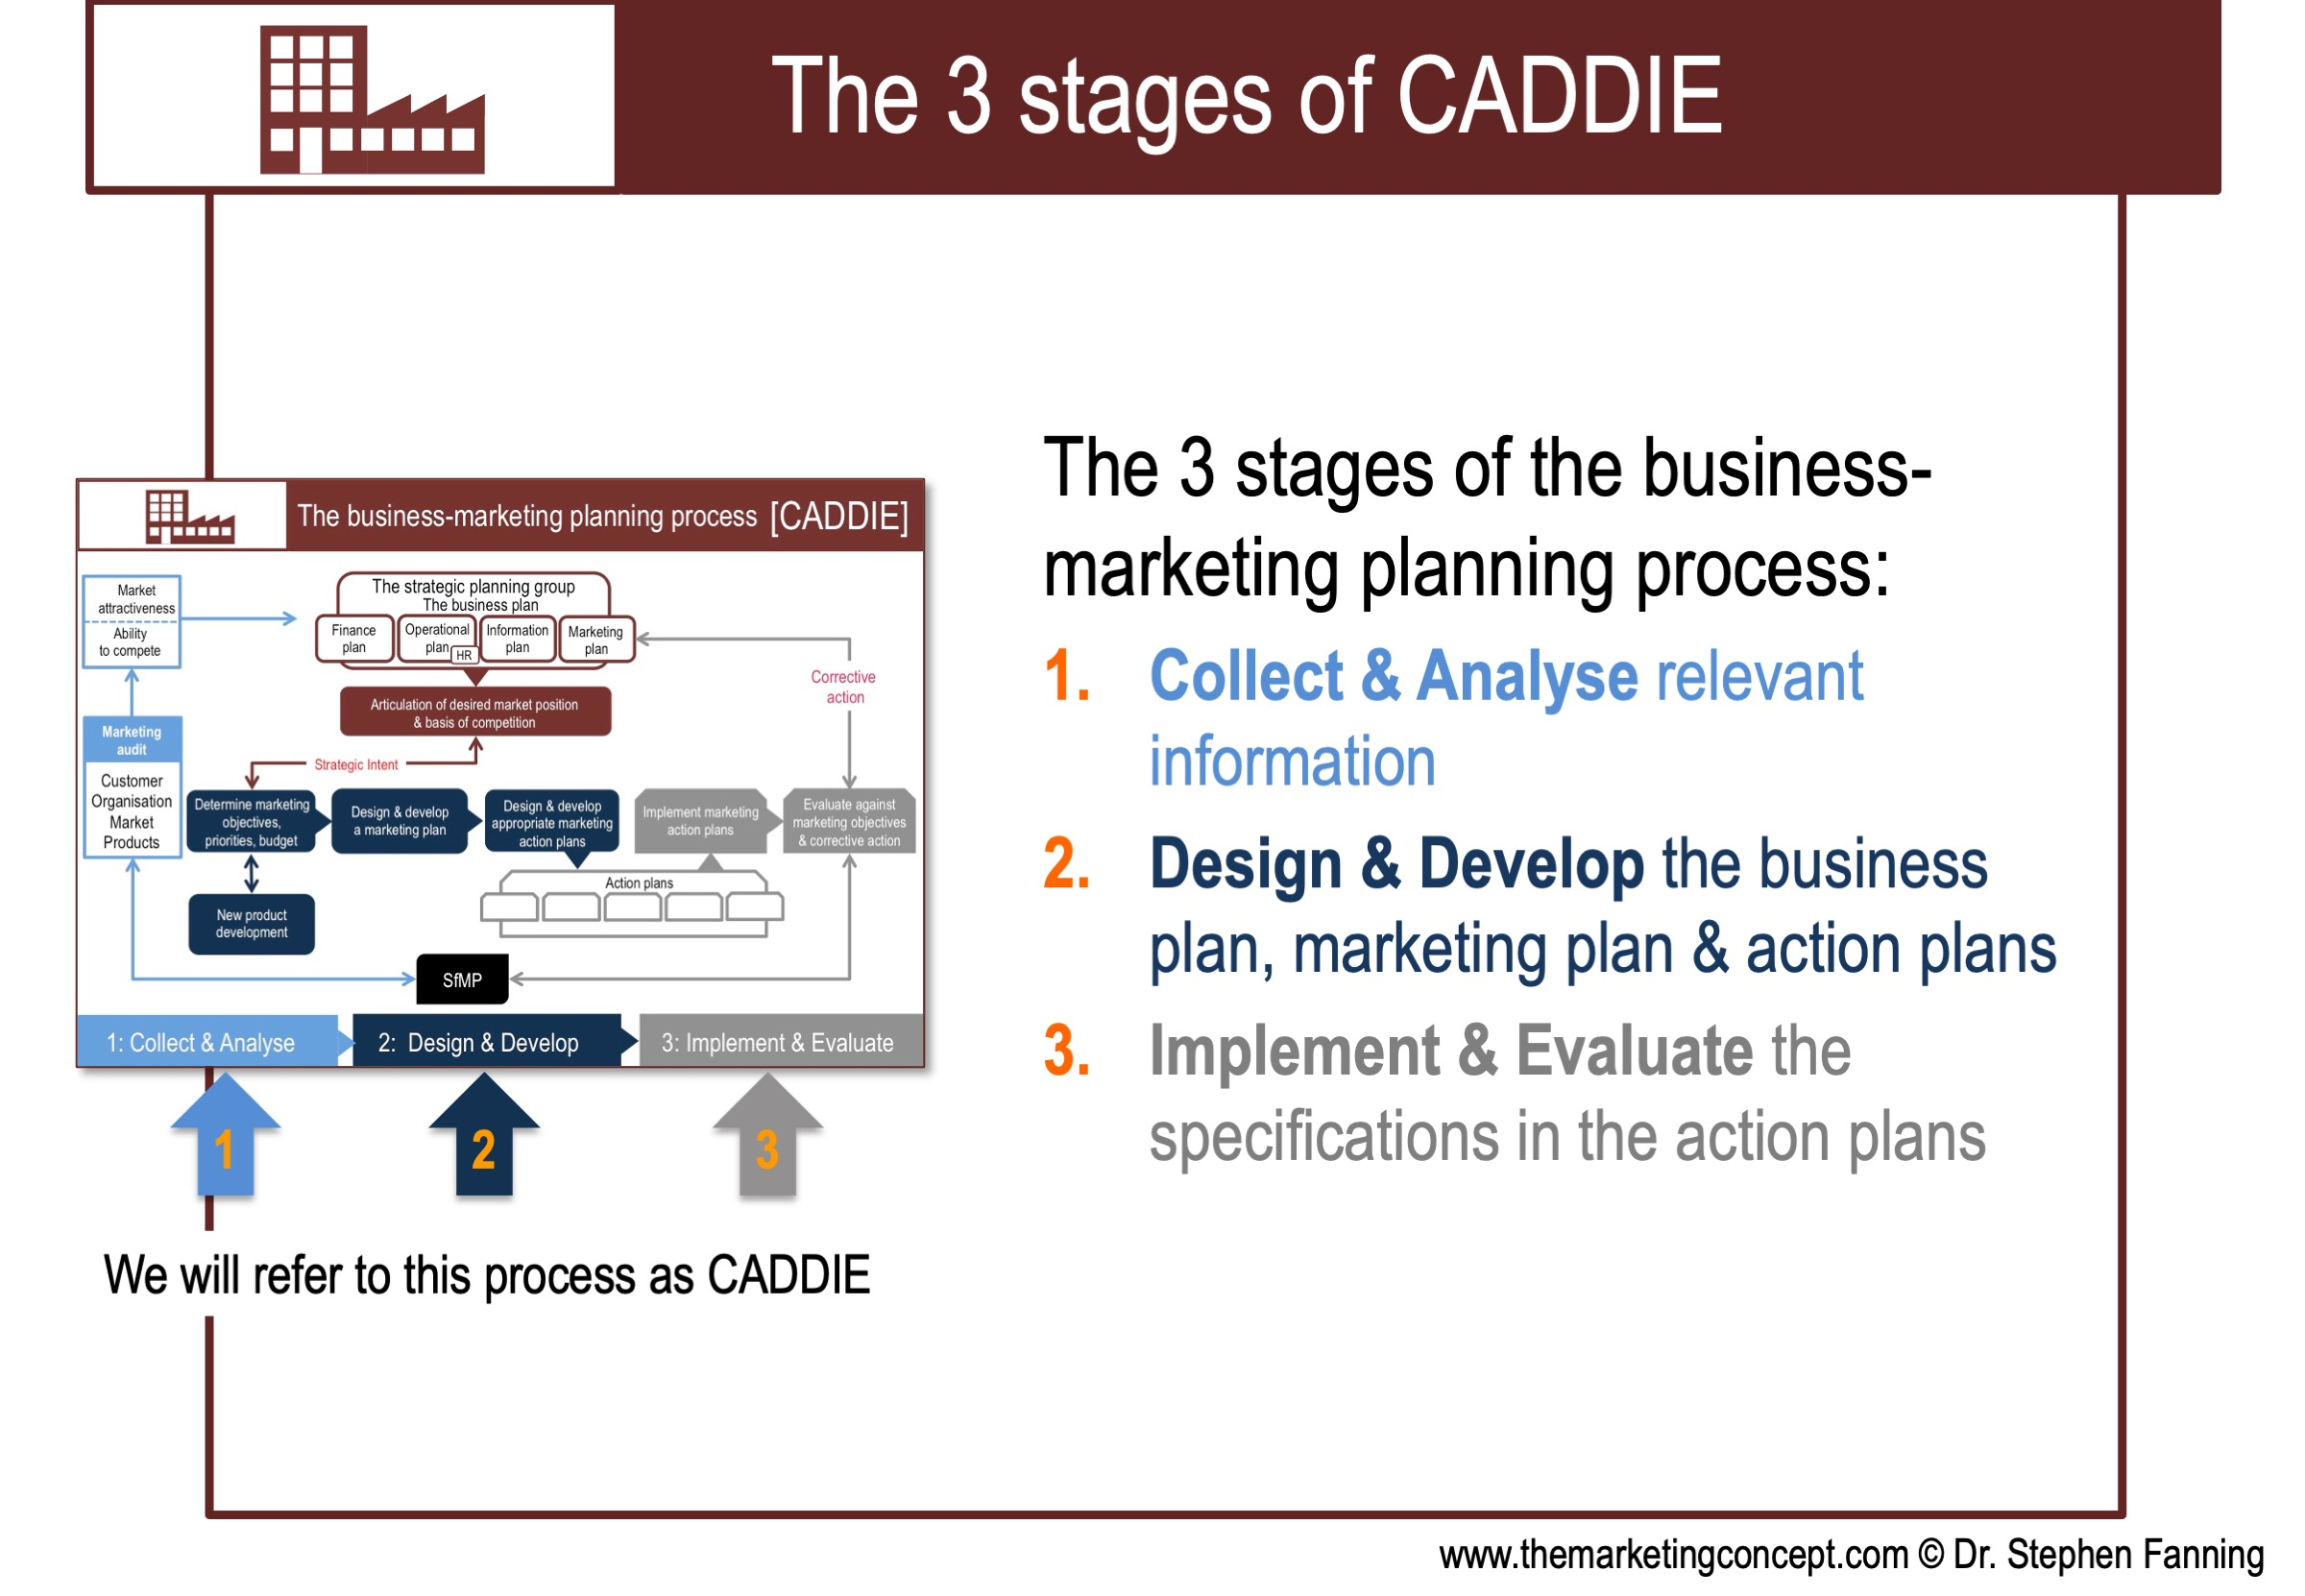 The 3 stages of CADDIE
The business-marketing planning process [CADDIE]
Market
attractiveness
Ability
to compete
The strategic planning group
The business plan
Finance
plan
Operational
plan
HR
Information
plan
Marketing
plan
Corrective
action
Articulation of desired market position
& basis of competition
Marketing
audit
Customer
Organisation
Market
Products
Strategic Intent
Determine marketing
objectives,
priorities, budget
Design & develop
a marketing plan
Design & develop
appropriate marketing
action plans
Implement marketing
action plans
Evaluate against
marketing objectives
& corrective action
Action plans
New product
development
SfMP
1: Collect & Analyse
2: Design & Develop
3: Implement & Evaluate
1
2
3
We will refer to this process as CADDIE
The 3 stages of the business-
marketing planning process:
1. Collect & Analyse relevant
information
2. Design & Develop the business
plan, marketing plan & action plans
3. Implement & Evaluate the
specifications in the action plans
www.themarketingconcept.com © Dr. Stephen Fanning